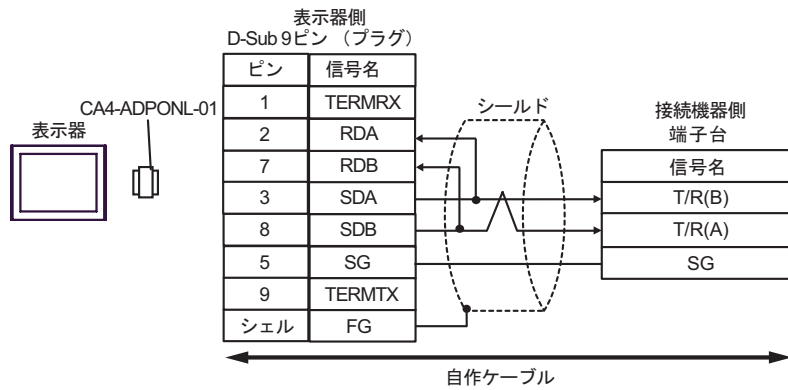 表示器側
D-Sub 9ピン （プラグ）
ピン 信号名
1 TERMRX
2 RDA
7 RDB
3 SDA
8 SDB
5 SG
9 TERMTX
シェル FG
CA4-ADPONL-01
表示器
シールド
接続機器側
端子台
信号名
T/R(B)
T/R(A)
SG
自作ケーブル